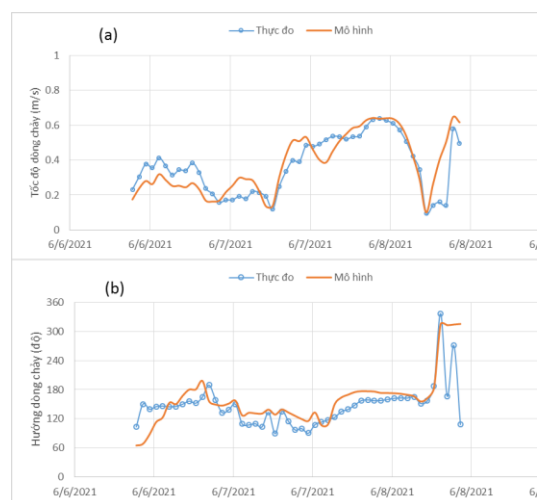 (a)
Thực đo
Mô hình
Tốc độ dòng chảy (m/s)
1
0.8
0.6
0.4
0.2
0
6/6/2021 6/6/2021 6/7/2021 6/7/2021 6/8/2021 6/8/2021 6/
(b)
Thực đo
Mô hình
Hướng dòng chảy (độ)
360
300
240
180
120
60
0
6/6/2021 6/6/2021 6/7/2021 6/7/2021 6/8/2021 6/8/2021 6/